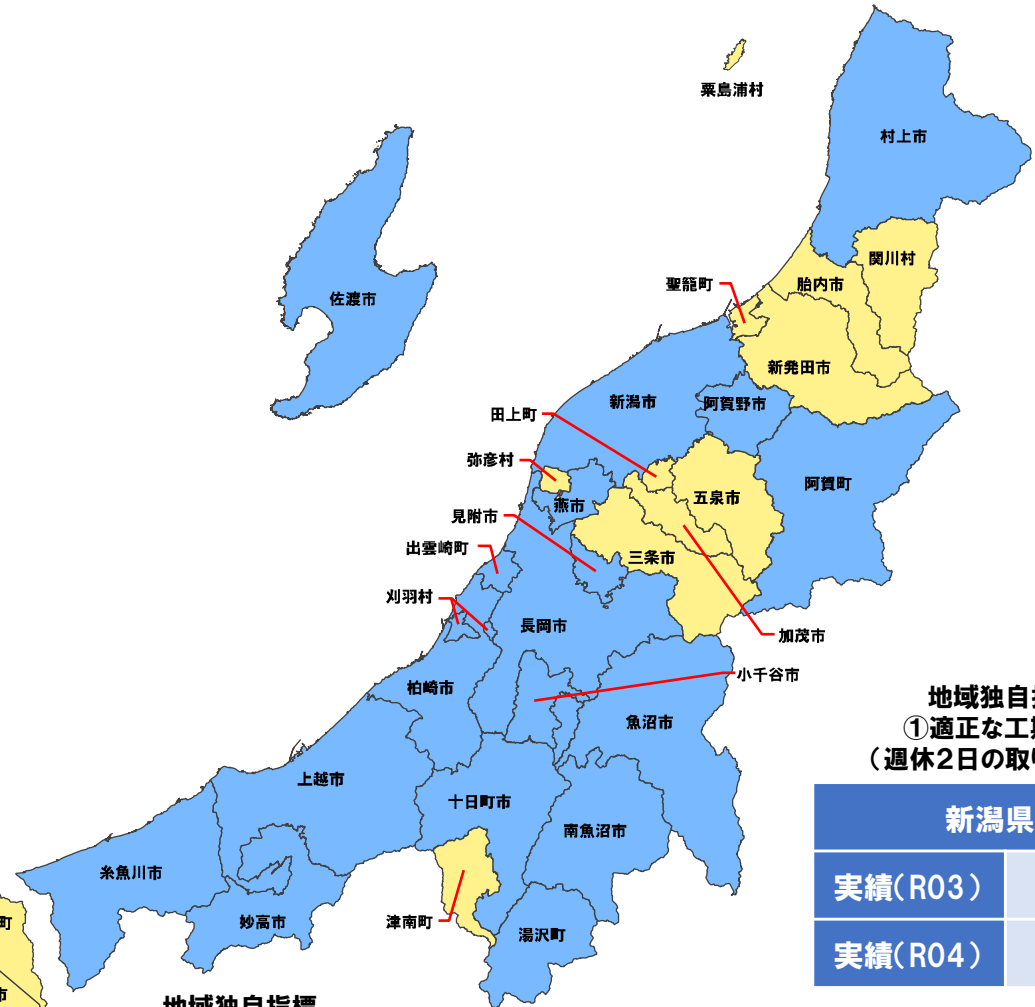 粟島浦村
村上市
関川村
胎内市
聖籠町
佐渡市
新発田市
新潟市
阿賀野市
田上町
弥彦村
阿賀町
五泉市
燕市
見附市
出雲崎町
三条市
刈羽村
長岡市
加茂市
小千谷市
柏崎市
魚沼市
上越市
十日町市
南魚沼市
糸魚川市
妙高市
津南町
湯沢町
地域独自
①適正な工
（週休2日の取
新潟県
実績（R03）
実績（R04）
町
市
地域独自指標